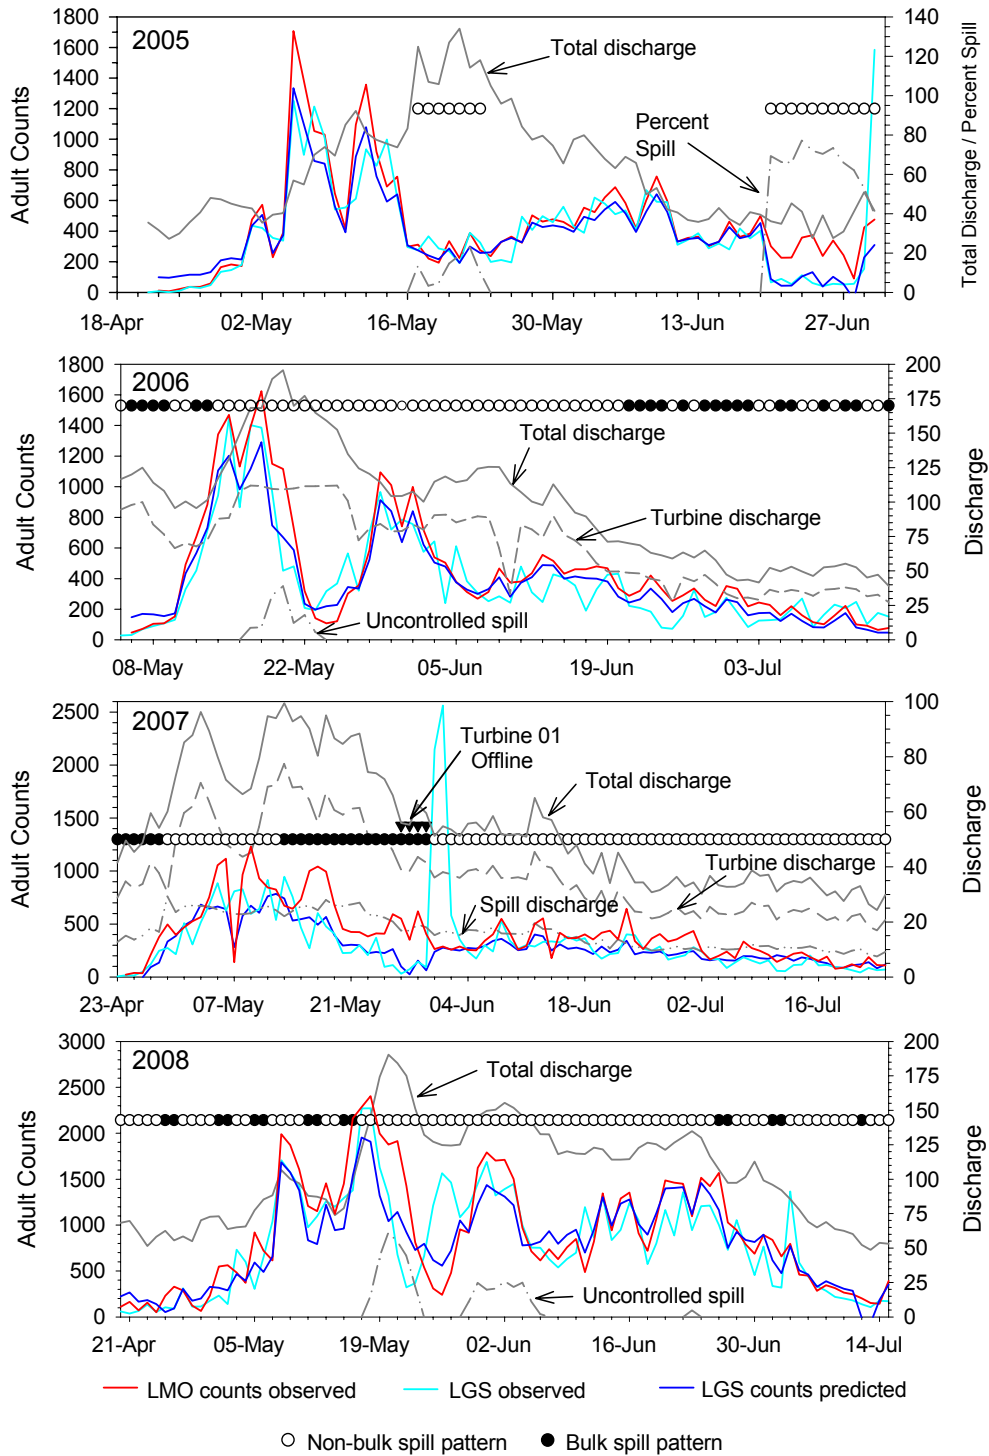 2005
1800
1600
1400
1200
1000
800
600
400
200
0
Adult Counts
140
120
100
80
60
40
20
0
Total Discharge / Percent Spill
Total discharge
Percent
Spill
18-Apr 02-May 16-May 30-May 13-Jun 27-Jun
2006
1800
1600
1400
1200
1000
800
600
400
200
0
Adult Counts
200
175
150
125
100
75
50
25
0
Discharge
Total discharge
Turbine discharge
Uncontrolled spill
08-May 22-May 05-Jun 19-Jun 03-Jul
2007
2500
2000
1500
1000
500
0
Adult Counts
100
80
60
40
20
0
Discharge
Turbine 01
Offline
Total discharge
Turbine discharge
Spill discharge
23-Apr 07-May 21-May 04-Jun 18-Jun 02-Jul 16-Jul
2008
3000
2500
2000
1500
1000
500
0
Adult Counts
200
175
150
125
100
75
50
25
0
Discharge
Total discharge
Uncontrolled spill
21-Apr 05-May 19-May 02-Jun 16-Jun 30-Jun 14-Jul
LMO counts observed LGS observed LGS counts predicted
Non-bulk spill pattern Bulk spill pattern